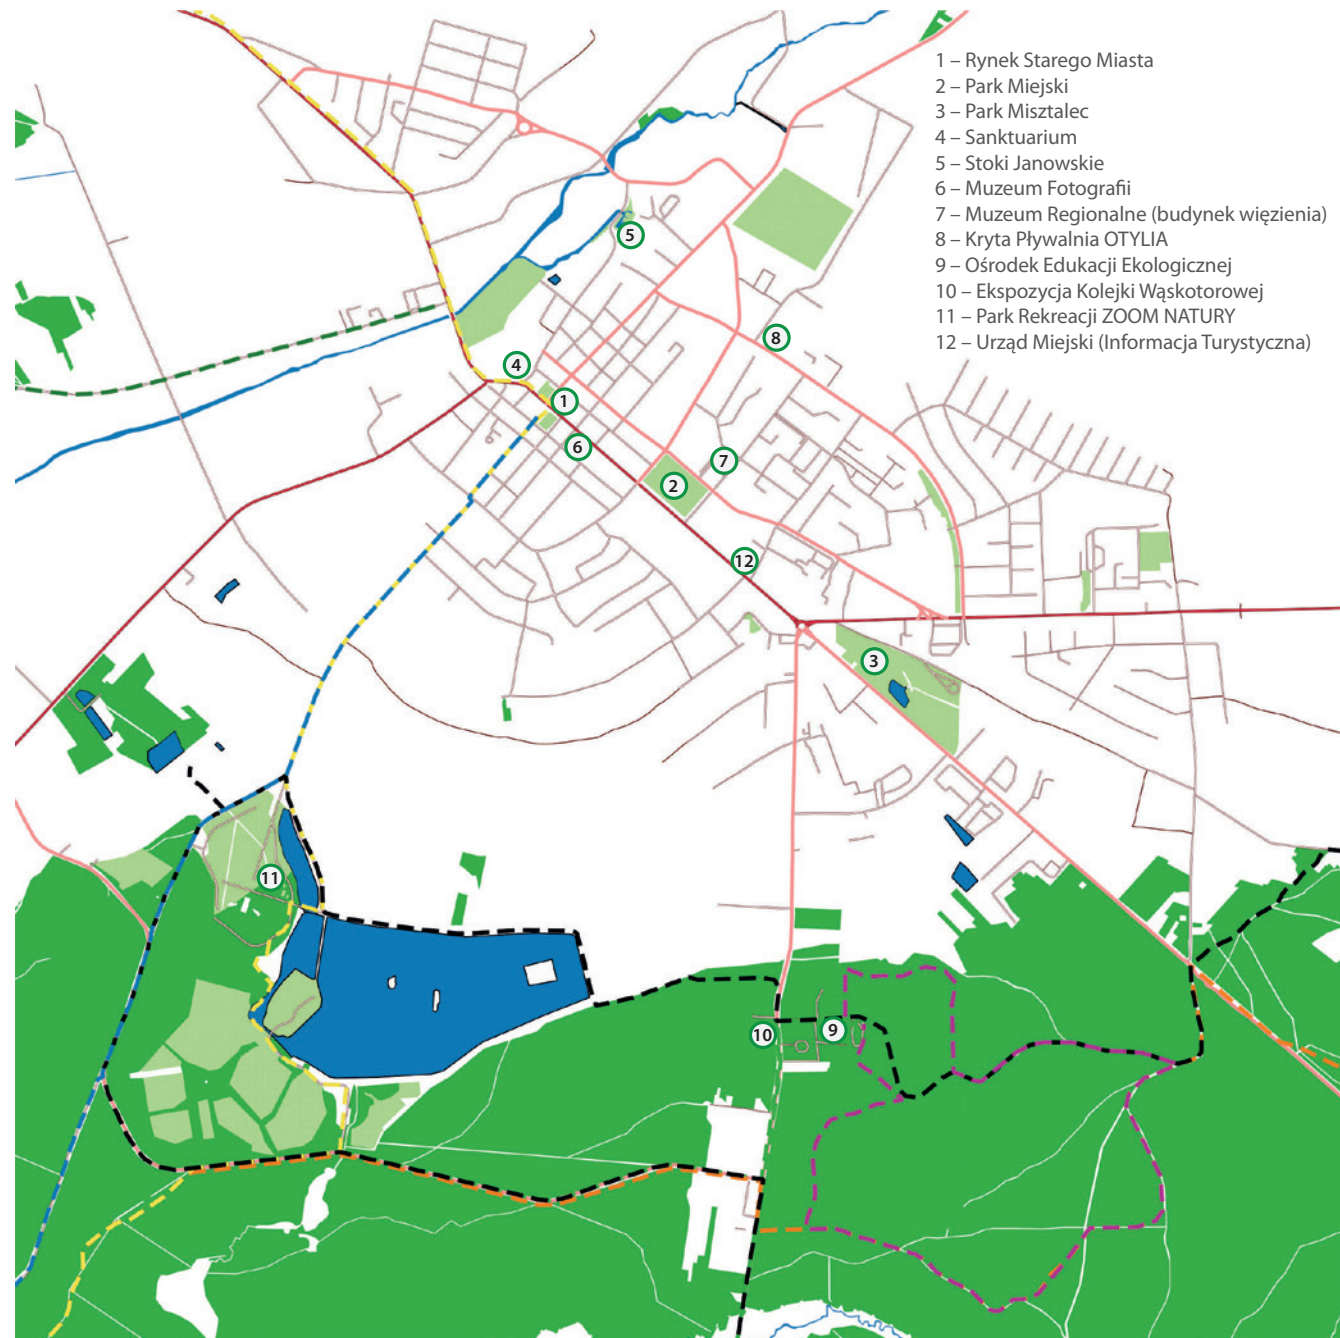 1 – Rynek Starego Miasta
2 – Park Miejski
3 – Park Misztalec
4 – Sanktuarium
5 – Stoki Janowskie
6 – Muzeum Fotografii
7 – Muzeum Regionalne (budynek więzienia)
8 – Kryta Pływalnia OTYLIA
9 – Ośrodek Edukacji Ekologicznej
10 – Ekspozycja Kolejki Wąskotorowej
11 – Park Rekreacji ZOOM NATURY
12 – Urząd Miejski (Informacja Turystyczna)
5
8
4
1
6
7
2
12
3
11
10
9